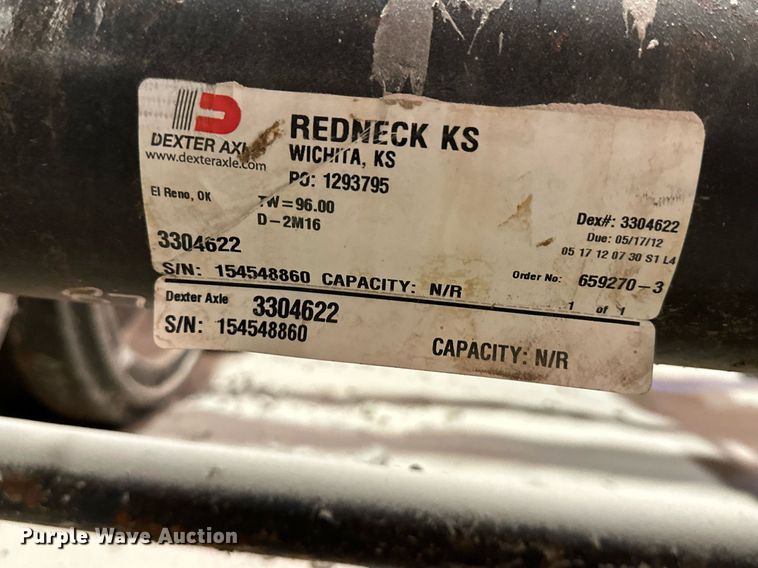 DEXTER AXLE
www.dexteraxle.com
REDNECK KS
WICHITA, KS
PO: 1293795
El Reno, OK
TW=96.00
D-2M16
Dex#: 3304622
Due: 05/17/12
05 17 12 07 30 S1 L4
3304622
S/N: 154548860 CAPACITY: N/R
Order No: 659270-3
1 of 1
Dexter Axle 3304622
S/N: 154548860
CAPACITY: N/R
Purple Wave Auction